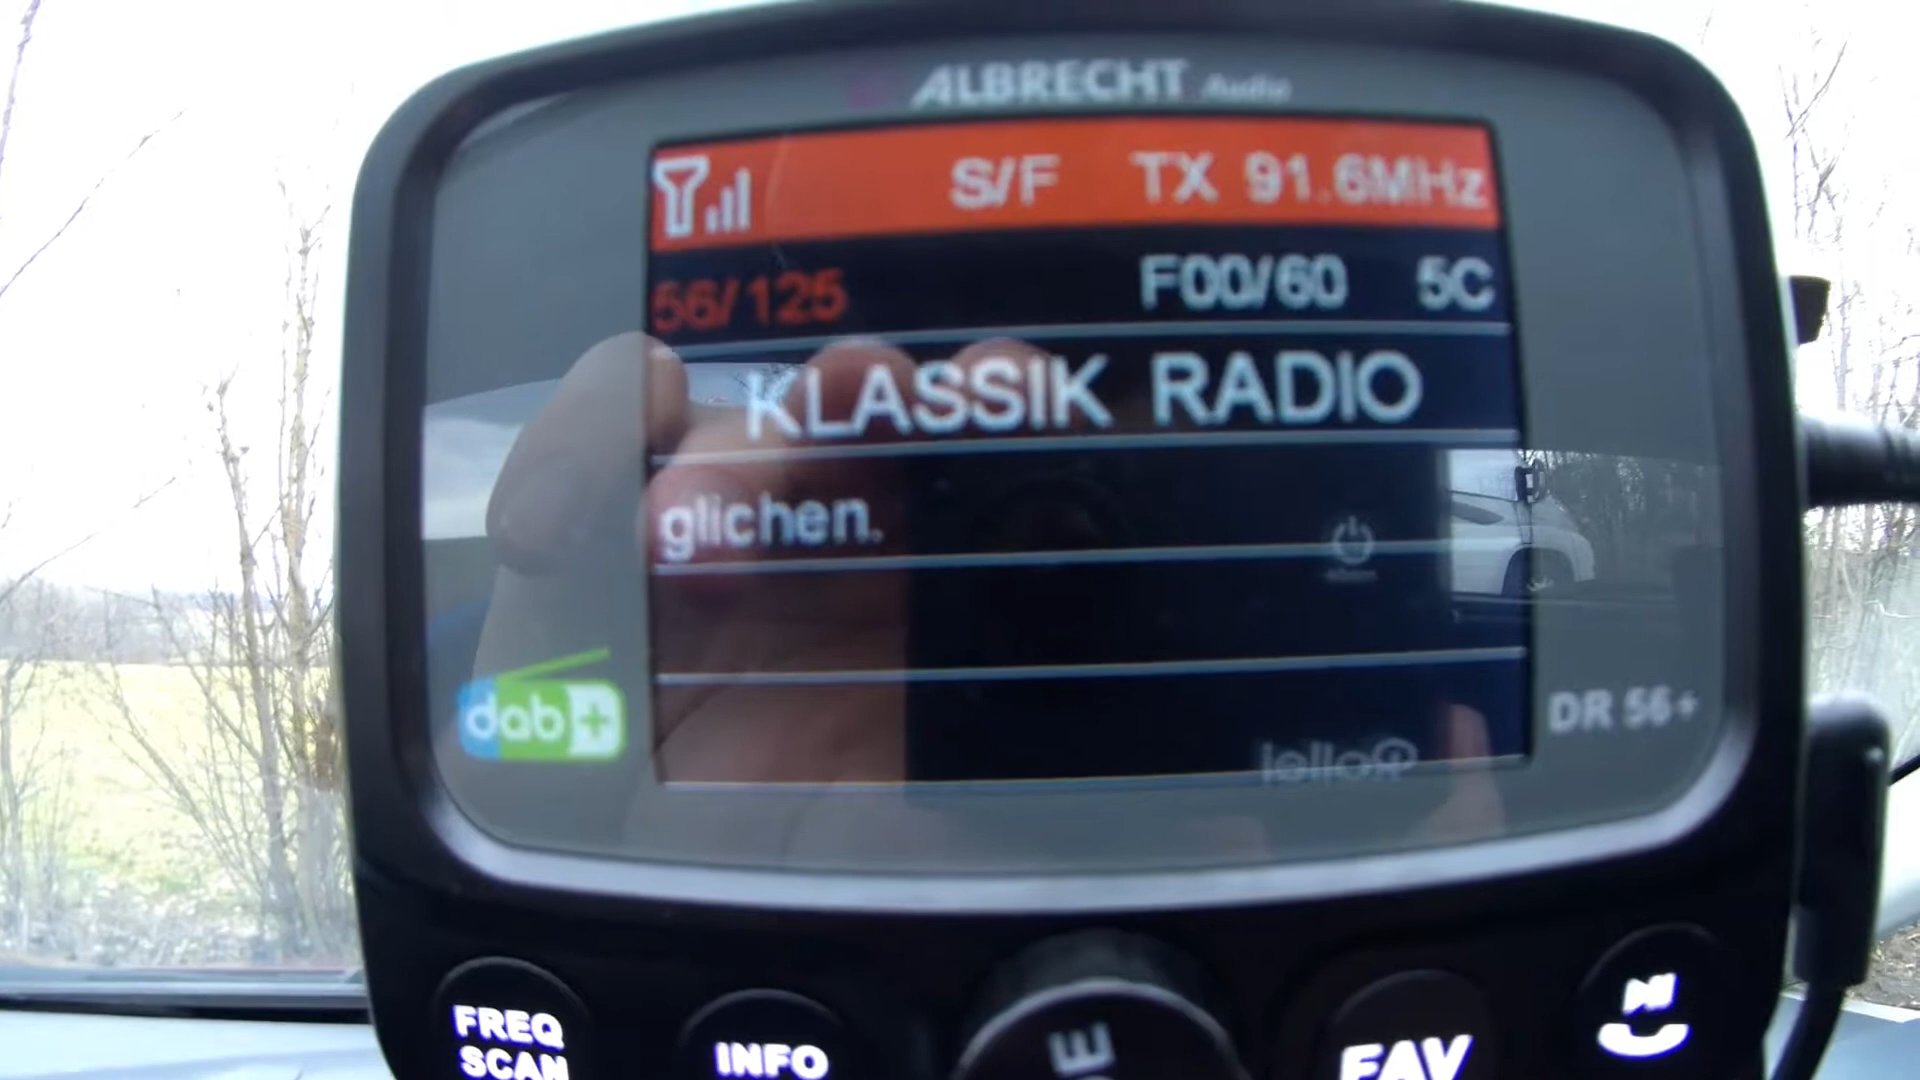 ALBRECHT Audio
S/F TX 91.6MHz
56/125 F00/60 5C
KLASSIK RADIO
glichen.
dab+
DR 56+
FREQ SCAN
INFO
FAV